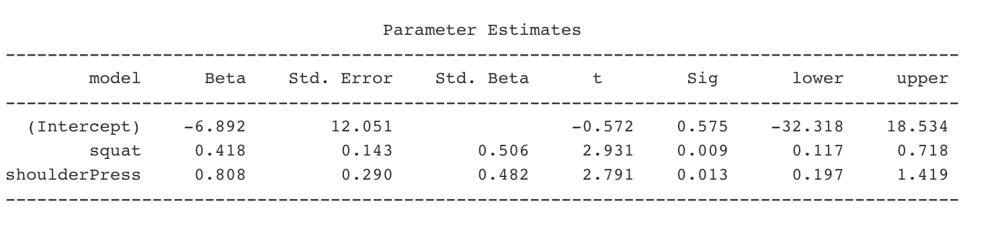 Parameter Estimates
model Beta Std. Error Std. Beta t Sig lower upper
(Intercept) -6.892 12.051 -0.572 0.575 -32.318 18.534
squat 0.418 0.143 0.506 2.931 0.009 0.117 0.718
shoulderPress 0.808 0.290 0.482 2.791 0.013 0.197 1.419